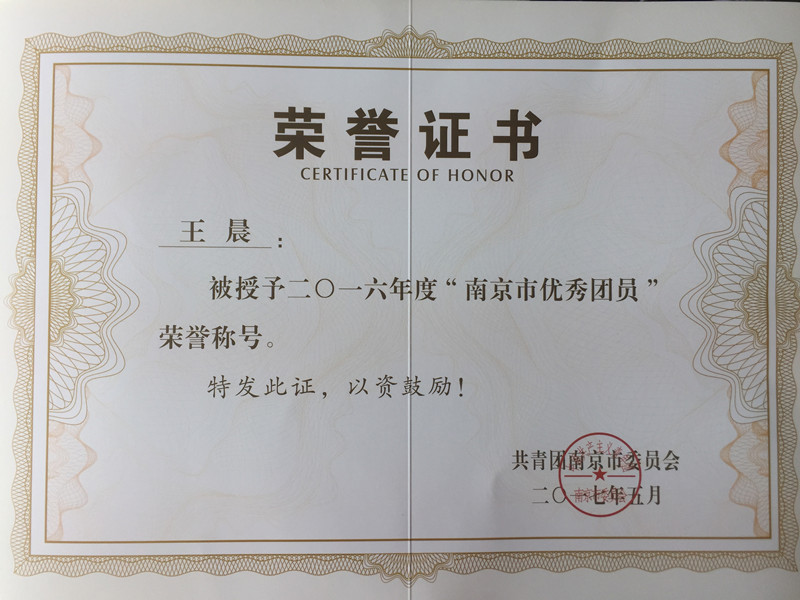 荣誉证书
CERTIFICATE OF HONOR
王晨：
被授予二〇一六年度“南京市优秀团员”
荣誉称号。
特发此证，以资鼓励！
共青团南京市委员会
二〇一七年五月